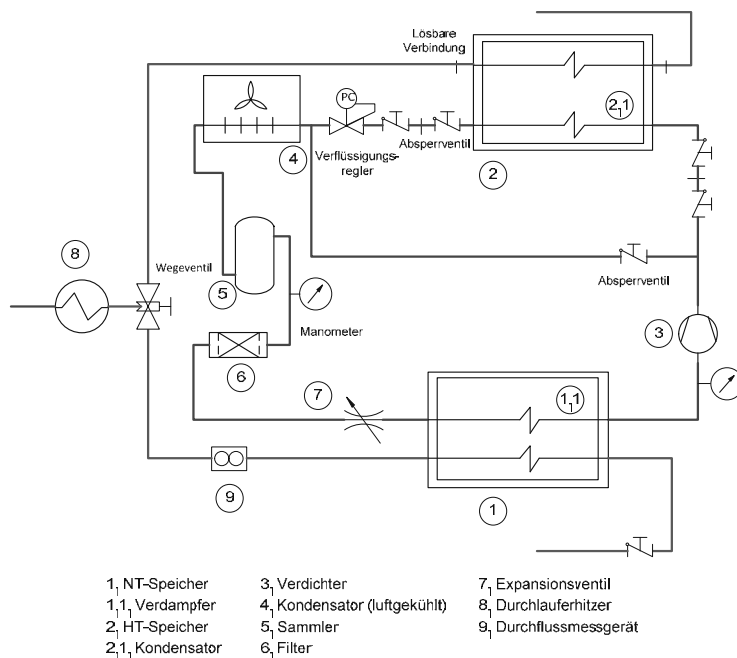 Lösbare
Verbindung
PC
2,1
4
Verflüssigungs-
regler
Absperrventil
2
8
Wegeventil
5
Absperrventil
Manometer
3
6
7
1,1
9
1
1, NT-Speicher
1,1, Verdampfer
2, HT-Speicher
2,1, Kondensator
3, Verdichter
4, Kondensator (luftgekühlt)
5, Sammler
6, Filter
7, Expansionsventil
8, Durchlauferhitzer
9, Durchflussmessgerät